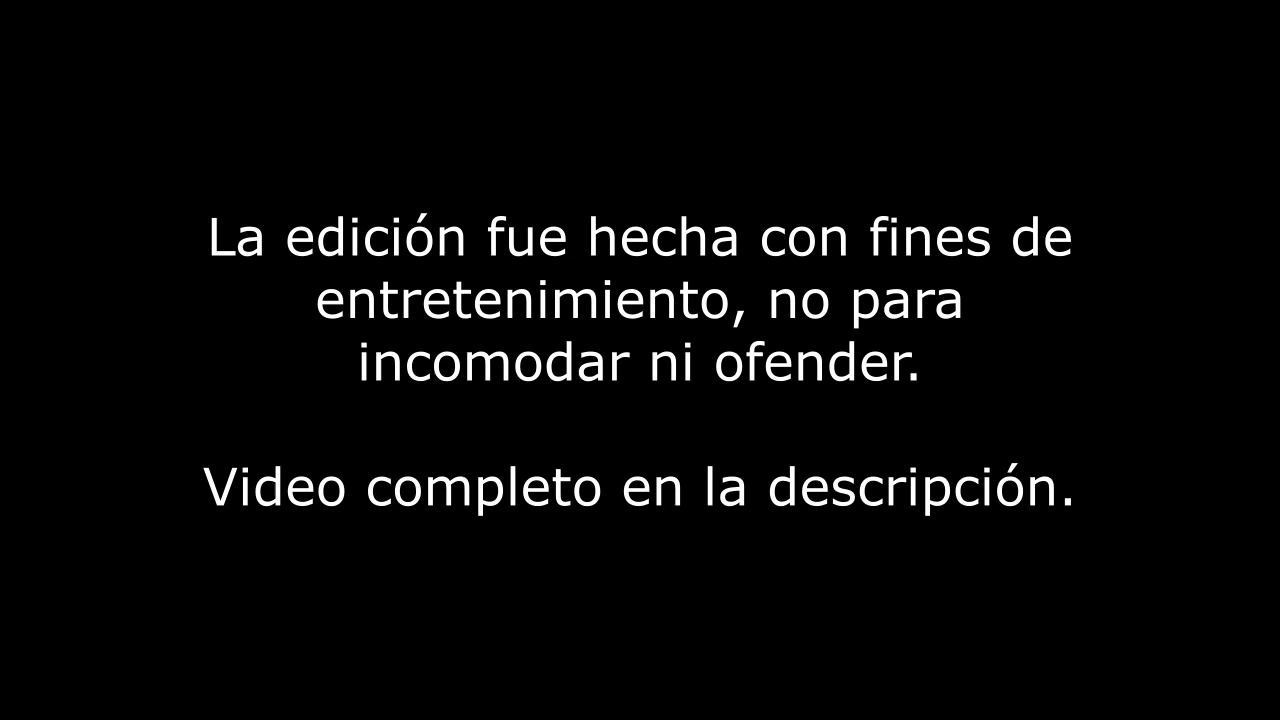 La edición fue hecha con fines de
entretenimiento, no para
incomodar ni ofender.
Video completo en la descripción.